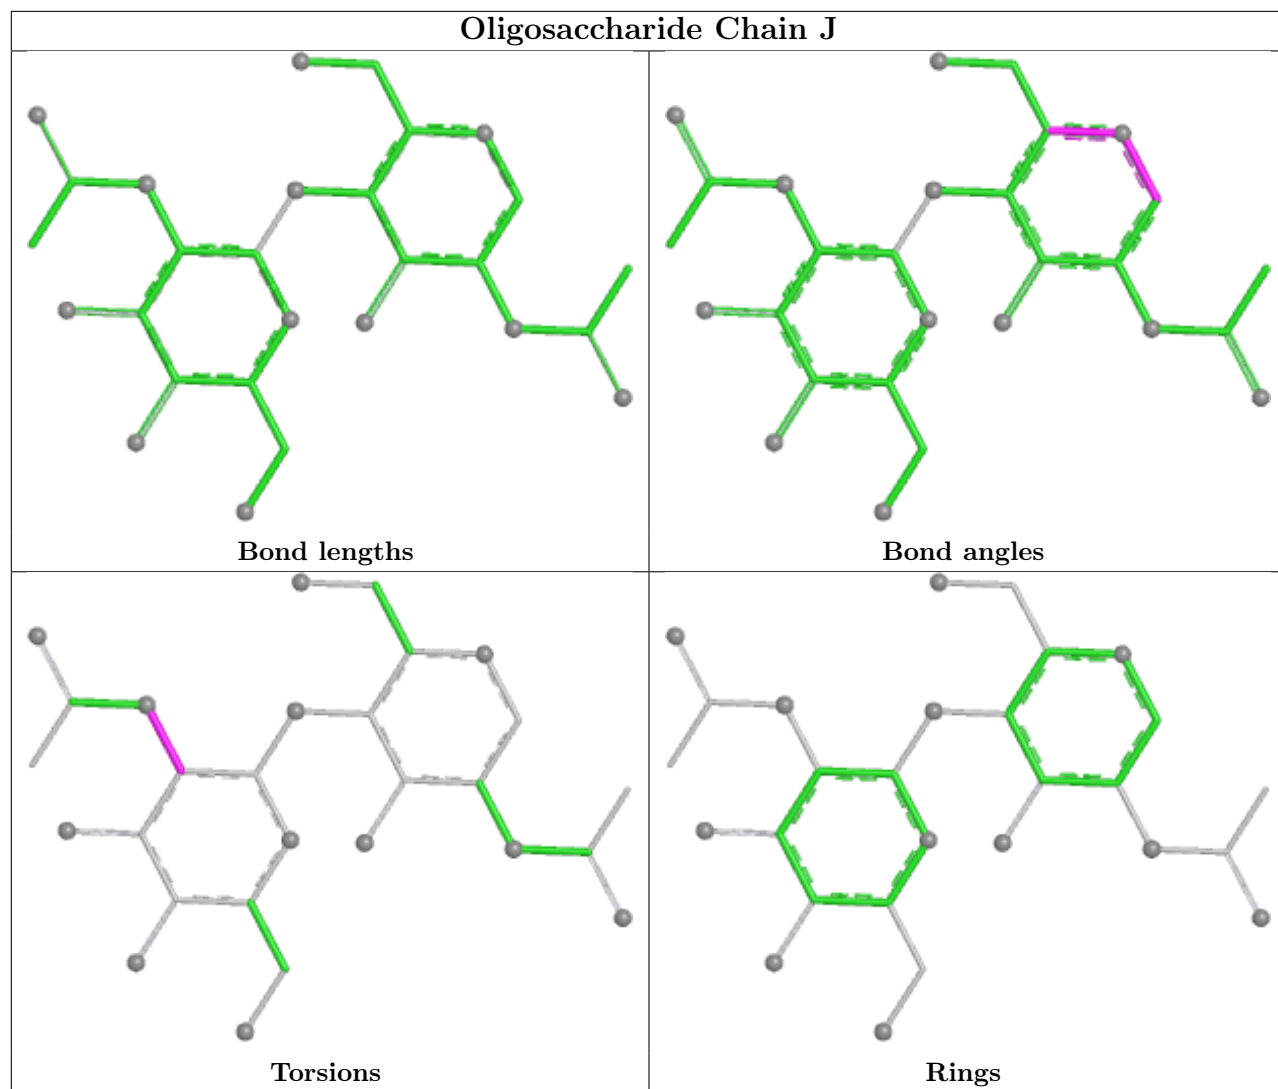 Oligosaccharide Chain J
Bond lengths
Bond angles
Torsions
Rings